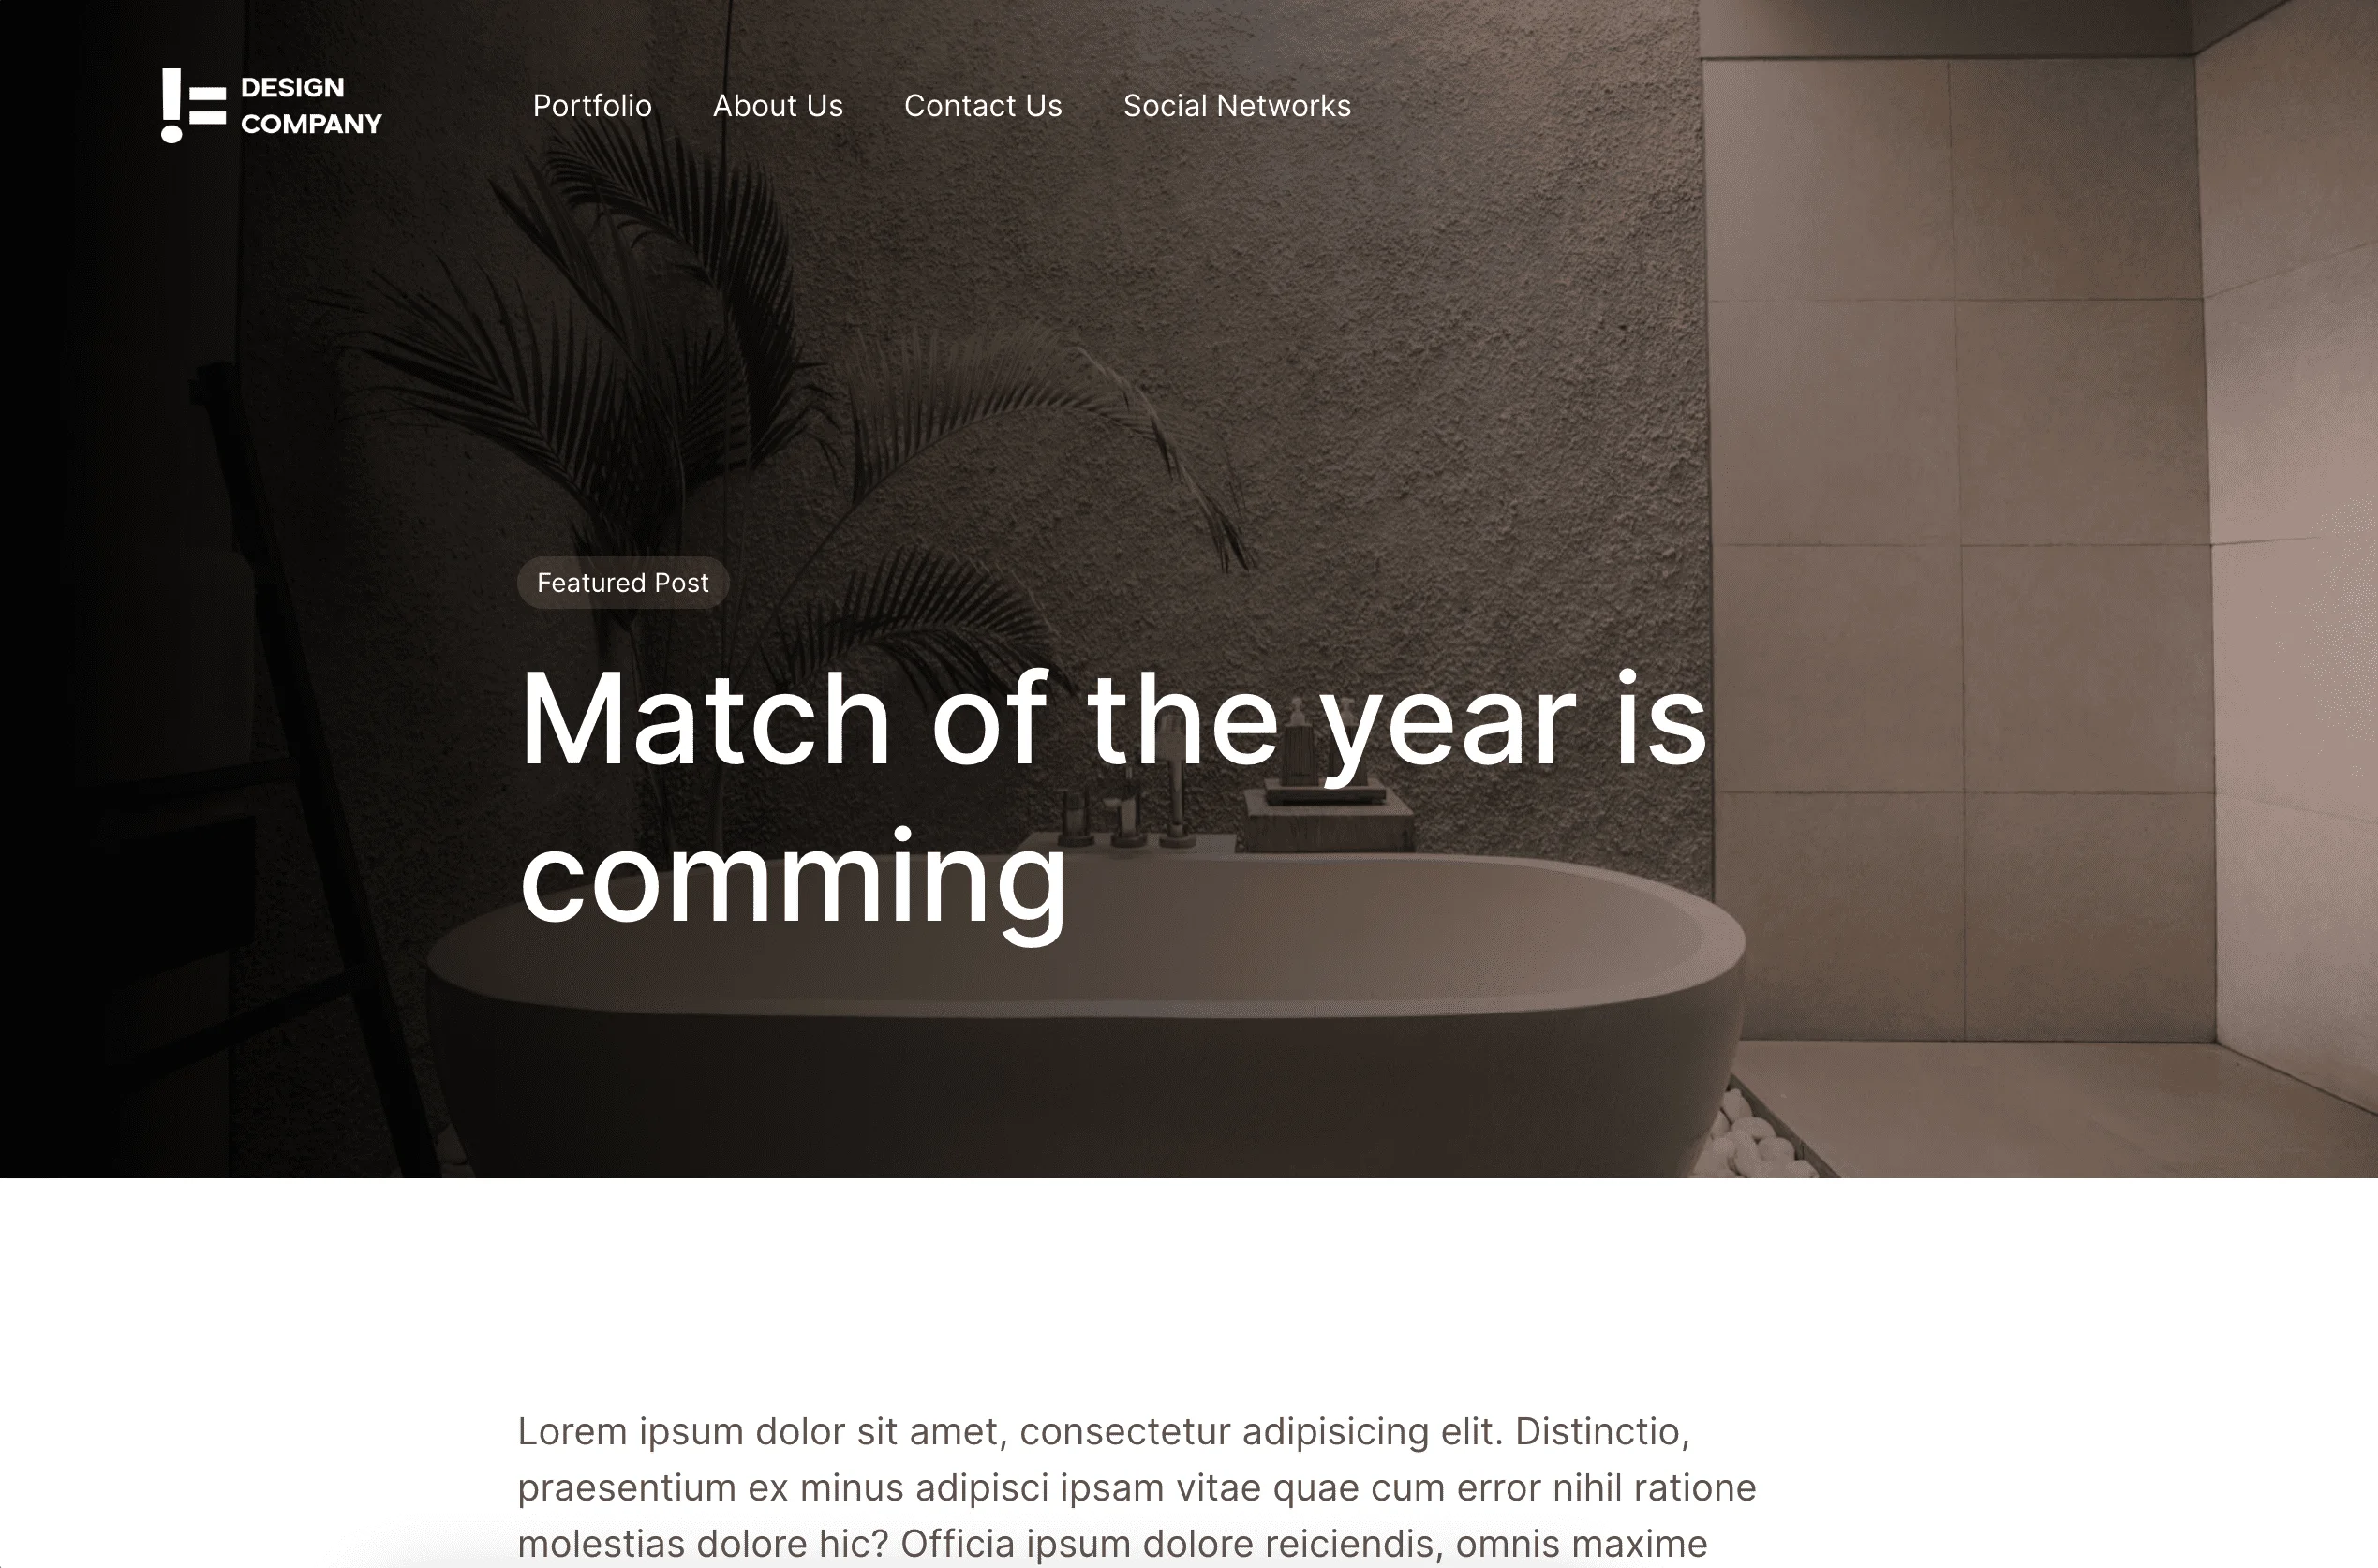 DESIGN
COMPANY
Portfolio About Us Contact Us Social Networks
Featured Post
Match of the year is
comming
Lorem ipsum dolor sit amet, consectetur adipisicing elit. Distinctio,
praesentium ex minus adipisci ipsam vitae quae cum error nihil ratione
molestias dolore hic? Officia ipsum dolore reiciendis, omnis maxime